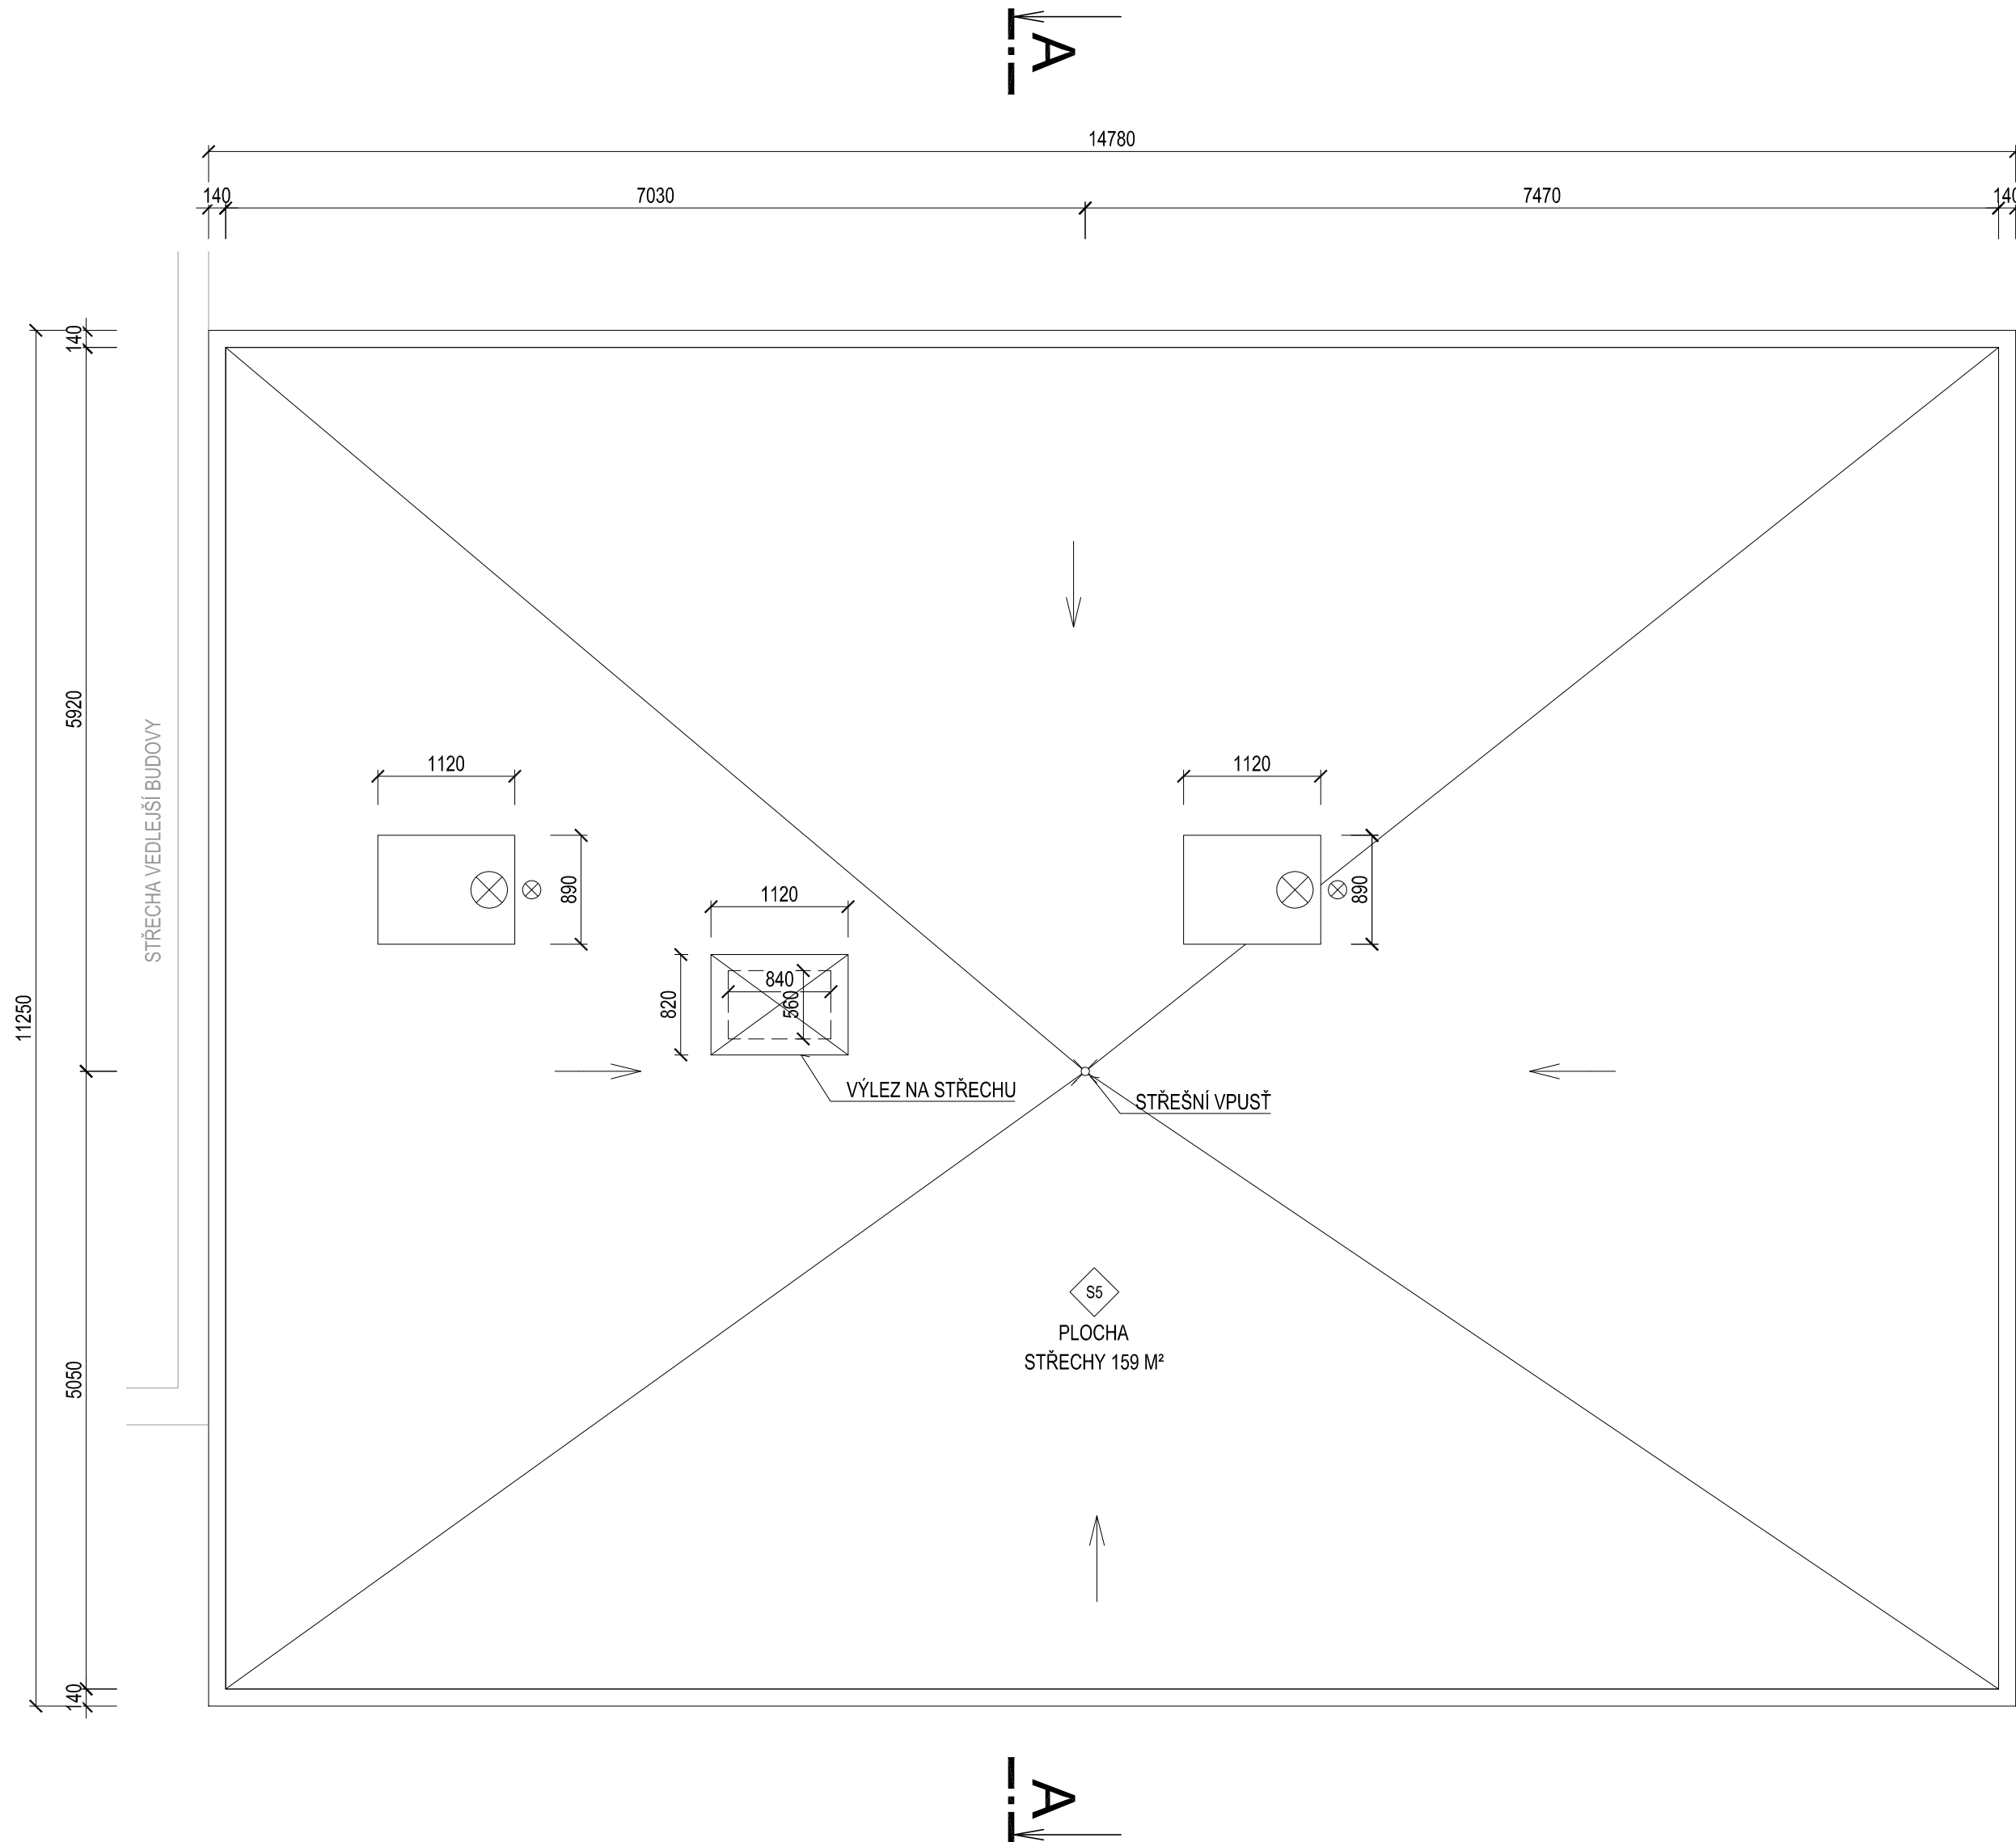 A
14780
140
7030
7470
140
140
5920
STŘECHA VEDLEJŠÍ BUDOVY
1120
1120
890
890
1120
840
820
560
11250
VÝLEZ NA STŘECHU
STŘEŠNÍ VPUSŤ
S5
PLOCHA
STŘECHY 159 M²
5050
140
A